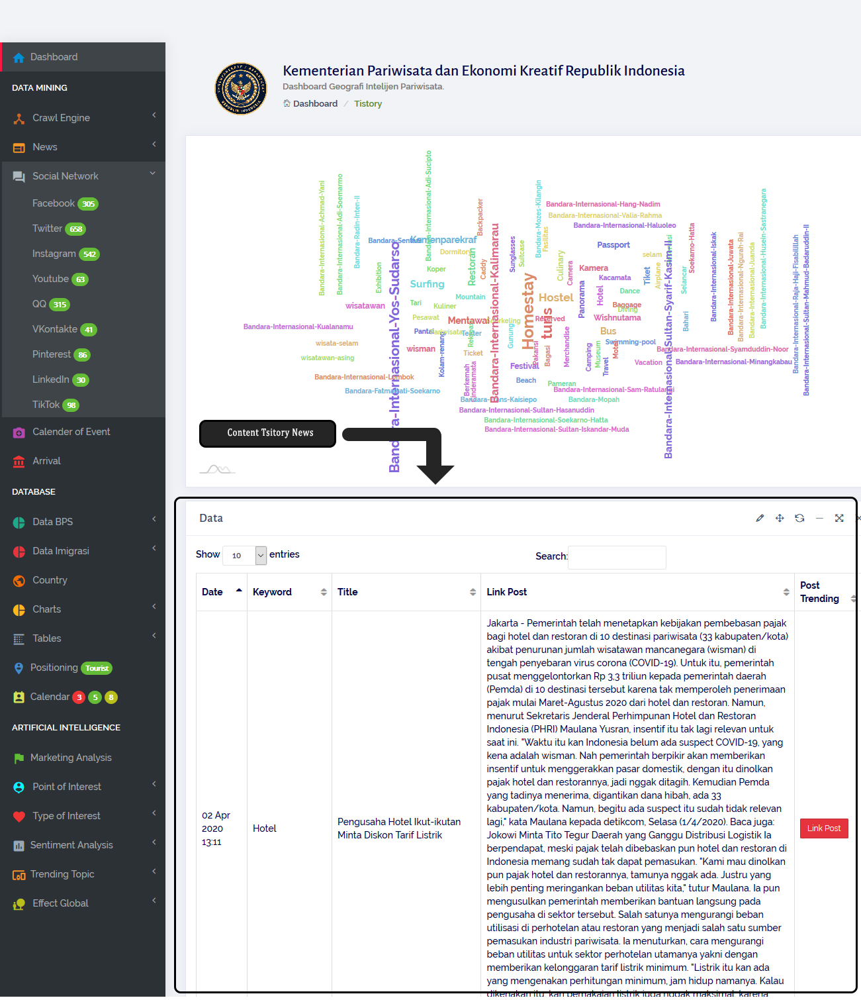 Dashboard
DATA MINING
Crawl Engine
News
Social Network
Facebook 305
Twitter 658
Instagram 542
Youtube 63
QQ 315
VKontakte 41
Pinterest 86
LinkedIn 30
TikTok 98
Calender of Event
Arrival
DATABASE
Data BPS
Data Imigrasi
Country
Charts
Tables
Positioning Tourist
Calendar 3 5 8
ARTIFICIAL INTELLIGENCE
Marketing Analysis
Point of Interest
Type of Interest
Sentiment Analysis
Trending Topic
Effect Global
Kementerian Pariwisata dan Ekonomi Kreatif Republik Indonesia
Dashboard Geografi Intelijen Pariwisata.
Dashboard / Tistory
REPUBLIK INDONESIA
Bandara-Internasional-Achmad-Yani
Bandara-Internasional-Adi-Soemarmo
Bandara-Radin-Inten-II
Bandara-Internasional-Adi-Sucipto
Backpacker
Bandara-Mozes-Kilangin
Bandara-Internasional-Hang-Nadim
Bandara-Internasional-Valia-Rahma
Bandara-Internasional-Haluoleo
Fasilitas
Kemenparekraf
Dormitory
Exhibition
Koper
Restoran
Caddy
Sunglasses
Suitcase
Culinary
Camera
Passport
selam
Kamera
Kacamata
Tiket
Airplane
Selancar
Soekarno-Hatta
Bandara-Internasional-Iskak
Bandara-Internasional-Juwata
Bandara-Internasional-Ngurah-Rai
Bandara-Internasional-Juanda
Bandara-Internasional-Husein-Sastranegara
Bandara-Internasional-Raja-Haji-Fisabilillah
Bandara-Internasional-Sultan-Mahmud-Badaruddin-II
Surfing
wisatawan
Tari
Kuliner
Mountain
Pesawat
Mentawai
Bandara-Internasional-Yos-Sudarso
Bandara-Internasional-Kalimarau
Homestay
Hostel
turis
Reserved
Panorama
Hotel
Dance
Baggage
Diving
Wishnutama
Bus
Bahari
Bandara-Internasional-Sultan-Syarif-Kasim-II
Bandara-Internasional-Kualanamu
Pantai
Teater
Gunung
wisata-selam
wisman
Kolam-renang
Ticket
wisatawan-asing
Bagasi
Merchandise
Camping
Museum
Travel
Motel
Swimming-pool
Bandara-Internasional-Syamduddin-Noor
Vacation
Bandara-Internasional-Minangkabau
Festival
Berkemah
Beach
Pameran
Bandara-Internasional-Lombok
Bandara-Fatmawati-Soekarno
Bandara-Frans-Kaisiepo
Bandara-Internasional-Sam-Ratulangi
Bandara-Mopah
Bandara-Internasional-Sultan-Hasanuddin
Bandara-Internasional-Soekarno-Hatta
Bandara-Internasional-Sultan-Iskandar-Muda
Content Tsitory News
Data
Show 10 entries
Search:
Date Keyword Title Link Post Post
Trending
02 Apr
2020
13:11
Hotel
Pengusaha Hotel Ikut-ikutan
Minta Diskon Tarif Listrik
Jakarta - Pemerintah telah menetapkan kebijakan pembebasan pajak
bagi hotel dan restoran di 10 destinasi pariwisata (33 kabupaten/kota)
akibat penurunan jumlah wisatawan mancanegara (wisman) di
tengah penyebaran virus corona (COVID-19). Untuk itu, pemerintah
pusat menggelontorkan Rp 3,3 triliun kepada pemerintah daerah
(Pemda) di 10 destinasi tersebut karena tak memperoleh penerimaan
pajak mulai Maret-Agustus 2020 dari hotel dan restoran. Namun,
menurut Sekretaris Jenderal Perhimpunan Hotel dan Restoran
Indonesia (PHRI) Maulana Yusran, insentif itu tak lagi relevan untuk
saat ini. "Waktu itu kan Indonesia belum ada suspect COVID-19, yang
kena adalah wisman. Nah pemerintah berpikir akan memberikan
insentif untuk menggerakkan pasar domestik, dengan itu dinolkan
pajak hotel dan restorannya, jadi nggak ditagih. Kemudian Pemda
yang tadinya menerima, digantikan dana hibah, ada 33
kabupaten/kota. Namun, begitu ada suspect itu sudah tidak relevan
lagi," kata Maulana kepada detikcom, Selasa (1/4/2020). Baca juga:
Jokowi Minta Tito Tegur Daerah yang Ganggu Distribusi Logistik Ia
berpendapat, meski pajak telah dibebaskan pun hotel dan restoran di
Indonesia memang sudah tak dapat pemasukan. "Kami mau dinolkan
pun pajak hotel dan restorannya, tamunya nggak ada. Justru yang
lebih penting meringankan beban utilitas kita," tutur Maulana. Ia pun
mengusulkan pemerintah memberikan bantuan langsung pada
pengusaha di sektor tersebut. Salah satunya mengurangi beban
utilisasi di perhotelan atau restoran yang menjadi salah satu sumber
pemasukan industri pariwisata. Ia menuturkan, cara mengurangi
beban utilitas untuk sektor perhotelan utamanya yakni dengan
memberikan kelonggaran tarif listrik minimum. "Listrik itu kan ada
yang mengenakan perhitungan minimum, jam hidup namanya. Kalau
Link Post